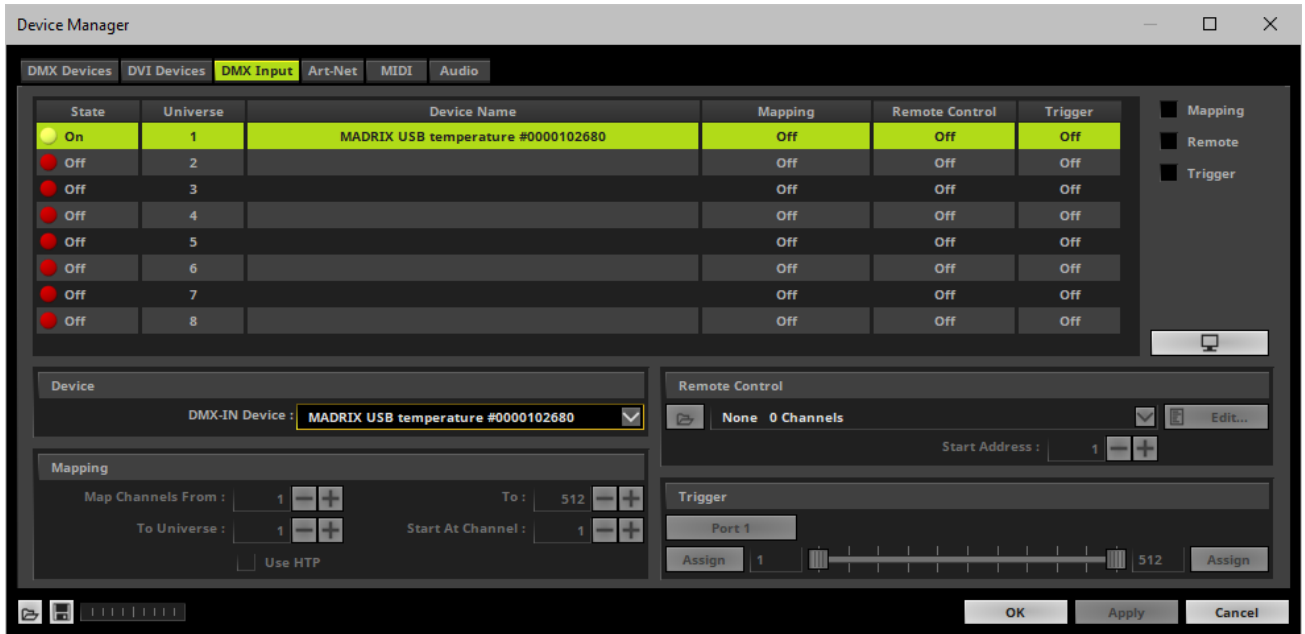 Device Manager
DMX Devices DVI Devices DMX Input Art-Net MIDI Audio
State Universe Device Name Mapping Remote Control Trigger
On 1 MADRIX USB temperature #0000102680 Off Off Off
Off 2 Off Off Off
Off 3 Off Off Off
Off 4 Off Off Off
Off 5 Off Off Off
Off 6 Off Off Off
Off 7 Off Off Off
Off 8 Off Off Off
Mapping
Remote
Trigger
Device
DMX-IN Device : MADRIX USB temperature #0000102680
Mapping
Map Channels From : 1 To : 512
To Universe : 1 Start At Channel : 1
Use HTP
Remote Control
None 0 Channels Edit...
Start Address : 1
Trigger
Port 1
Assign 1 512 Assign
OK Apply Cancel